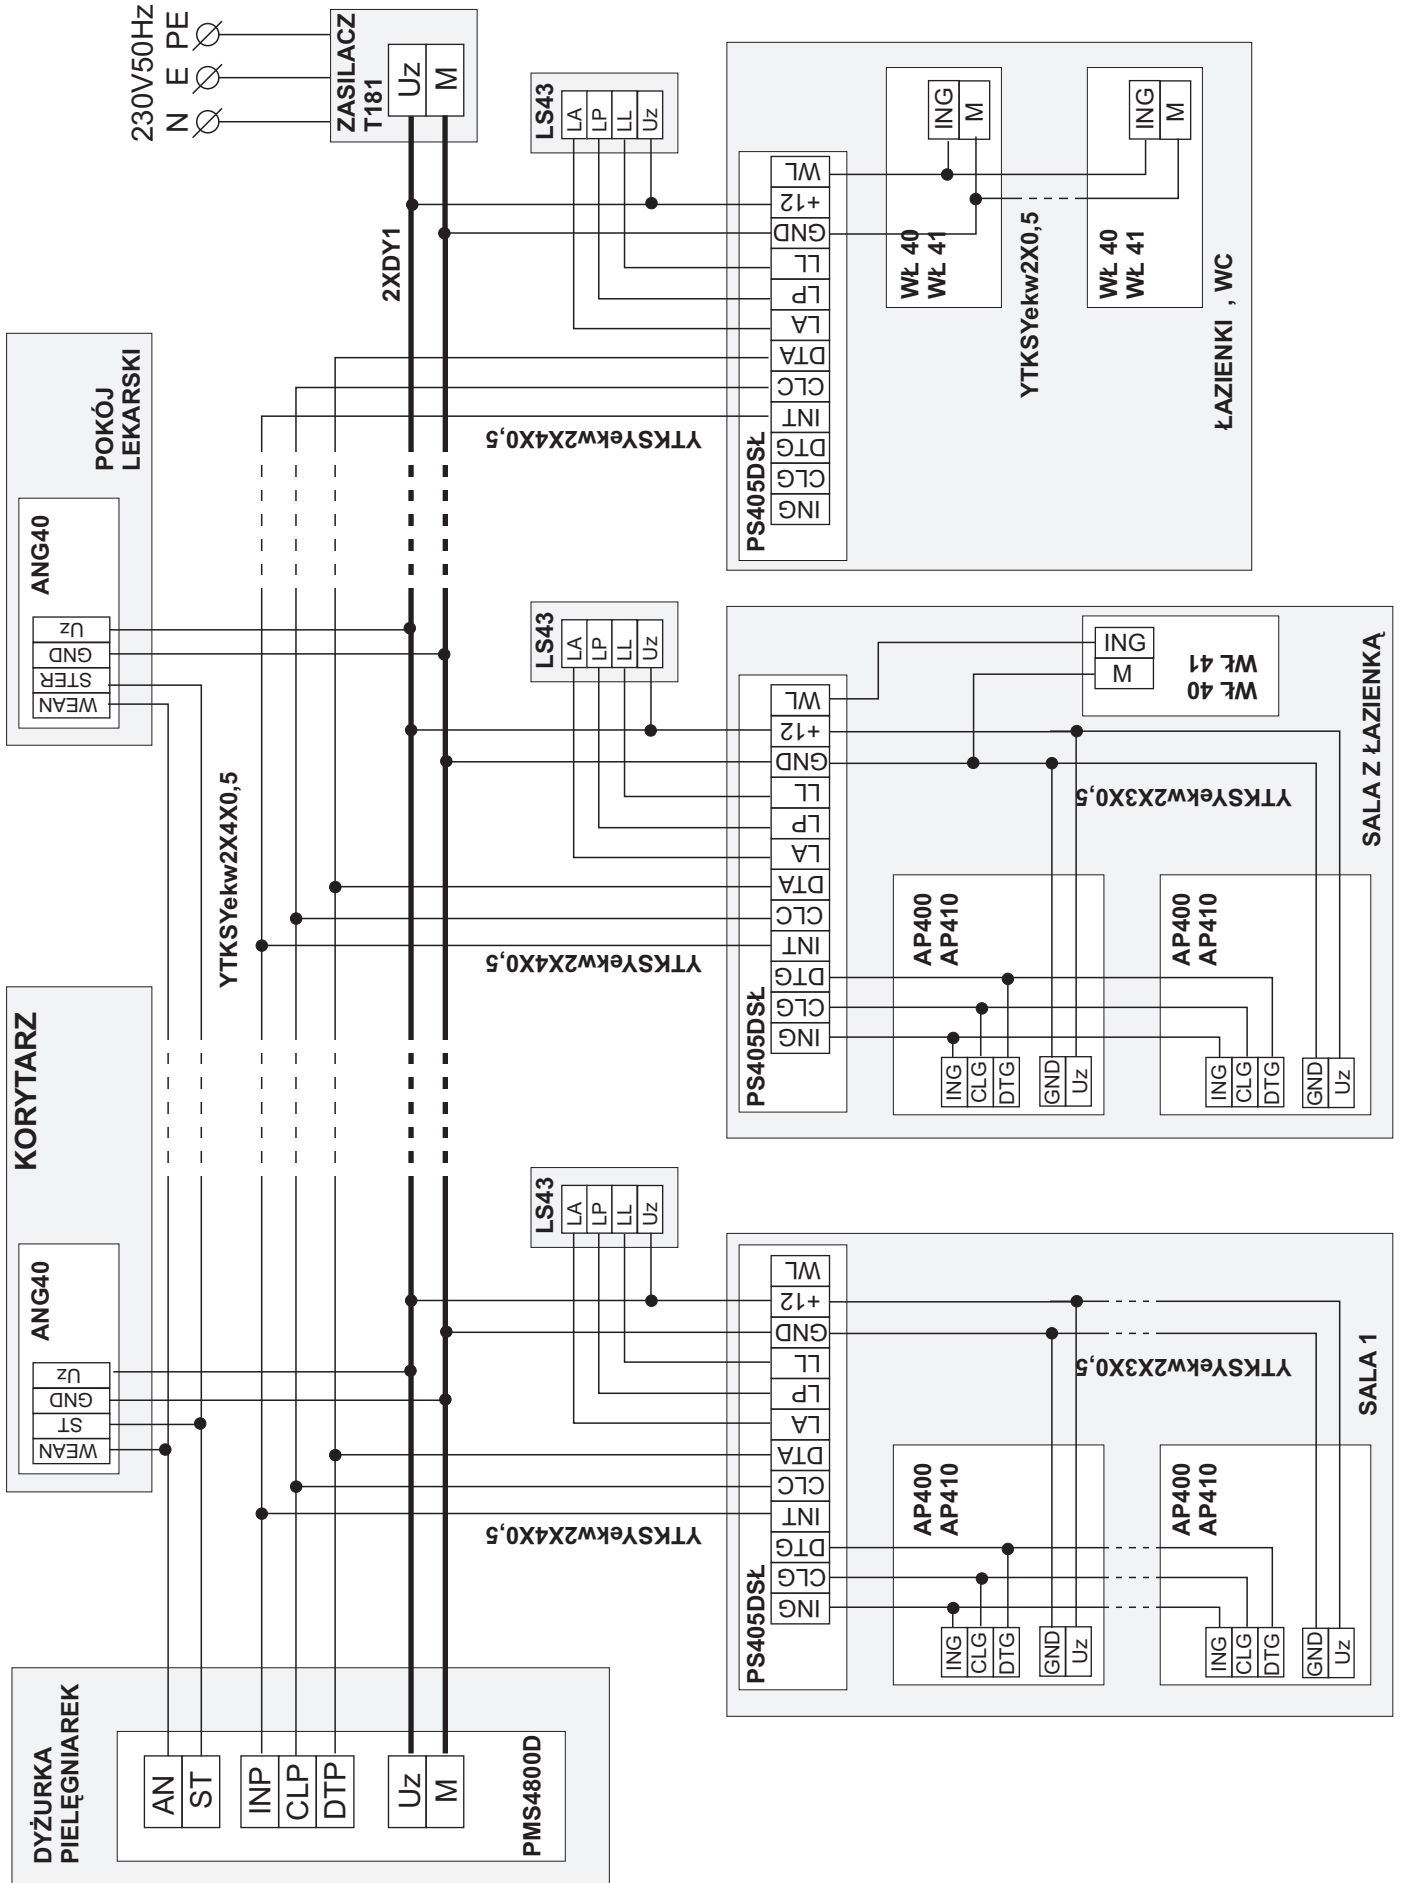 DYŻURKA
PIELĘGNIAREK
AN
ST
INP
CLP
DTP
Uz
M
PMS4800D
KORYTARZ
ANG40
WEAN
ST
GND
Uz
POKÓJ
LEKARSKI
ANG40
WEAN
STER
GND
Uz
YTKSYekw2X4X0,5
2XDY1
230V50Hz
N
E
PE
ZASILACZ
T181
Uz
M
LS43
LA
LP
LL
Uz
YTKSYekw2X4X0,5
PS405DSŁ
ING
CLG
DTG
INT
CLC
DTA
LA
LP
LL
GND
+12
WL
AP400
AP410
ING
CLG
DTG
GND
Uz
AP400
AP410
ING
CLG
DTG
GND
Uz
YTKSYekw2X3X0,5
SALA 1
LS43
LA
LP
LL
Uz
YTKSYekw2X4X0,5
PS405DSŁ
ING
CLG
DTG
INT
CLC
DTA
LA
LP
LL
GND
+12
WL
AP400
AP410
ING
CLG
DTG
GND
Uz
AP400
AP410
ING
CLG
DTG
GND
Uz
YTKSYekw2X3X0,5
ING
M
WŁ 40
WŁ 41
SALA Z ŁAZIENKĄ
LS43
LA
LP
LL
Uz
YTKSYekw2X4X0,5
PS405DSŁ
ING
CLG
DTG
INT
CLC
DTA
LA
LP
LL
GND
+12
WL
WŁ 40
WŁ 41
ING
M
YTKSYekw2X0,5
WŁ 40
WŁ 41
ING
M
ŁAZIENKI , WC